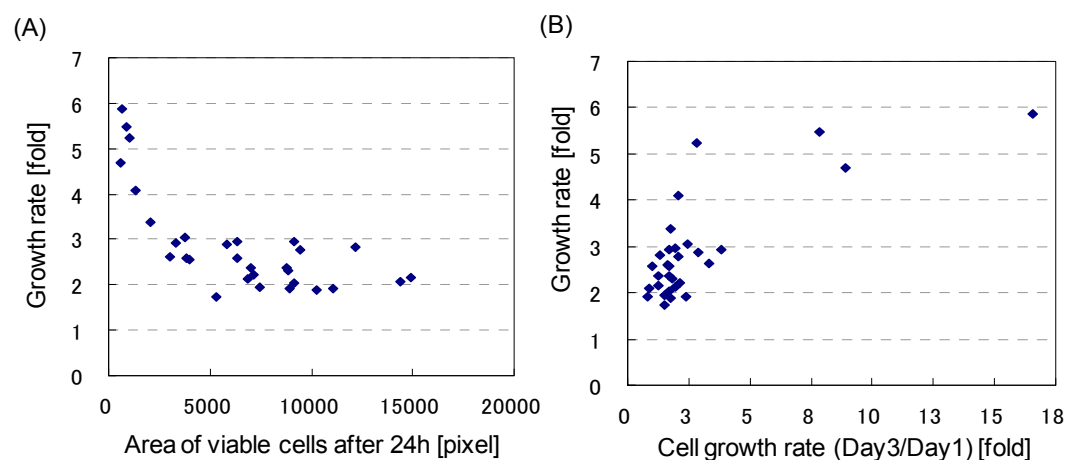 (A)
Growth rate [fold]
7
6
5
4
3
2
1
0
0 5000 10000 15000 20000
Area of viable cells after 24h [pixel]
(B)
Growth rate [fold]
7
6
5
4
3
2
1
0
0 3 5 8 10 13 15 18
Cell growth rate (Day3/Day1) [fold]